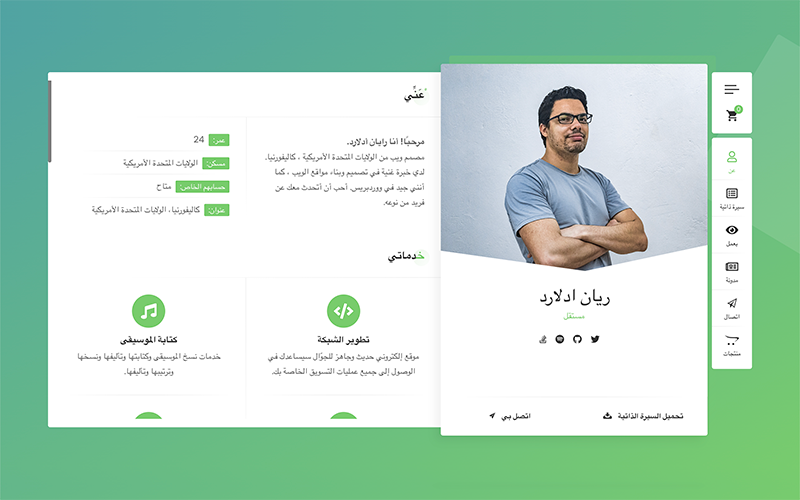 0
عن
سيرة ذاتية
يعمل
مدونة
اتصال
منتجات
ريان ادلارد
مستقل
تحميل السيرة الذاتية
اتصل بي
عَنِّي
مرحبًا! أنا رايان أدلارد.
مصمم ويب من الولايات المتحدة الأمريكية ، كاليفورنيا.
لدي خبرة غنية في تصميم وبناء مواقع الويب ، كما
أنني جيد في ووردبريس. أحب أن أتحدث معك عن
فريد من نوعه.
عمر: 24
مسكن: الولايات المتحدة الأمريكية
حسابهم الخاص: متاح
عنوان: كاليفورنيا، الولايات المتحدة الأمريكية
خدماتي
تطوير الشبكة
موقع إلكتروني حديث وجاهز للجوّال سيساعدك في
الوصول إلى جميع عمليات التسويق الخاصة بك.
كتابة الموسيقى
خدمات نسخ الموسيقى وكتابتها وتأليفها ونسخها
وترتيبها وتأليفها.